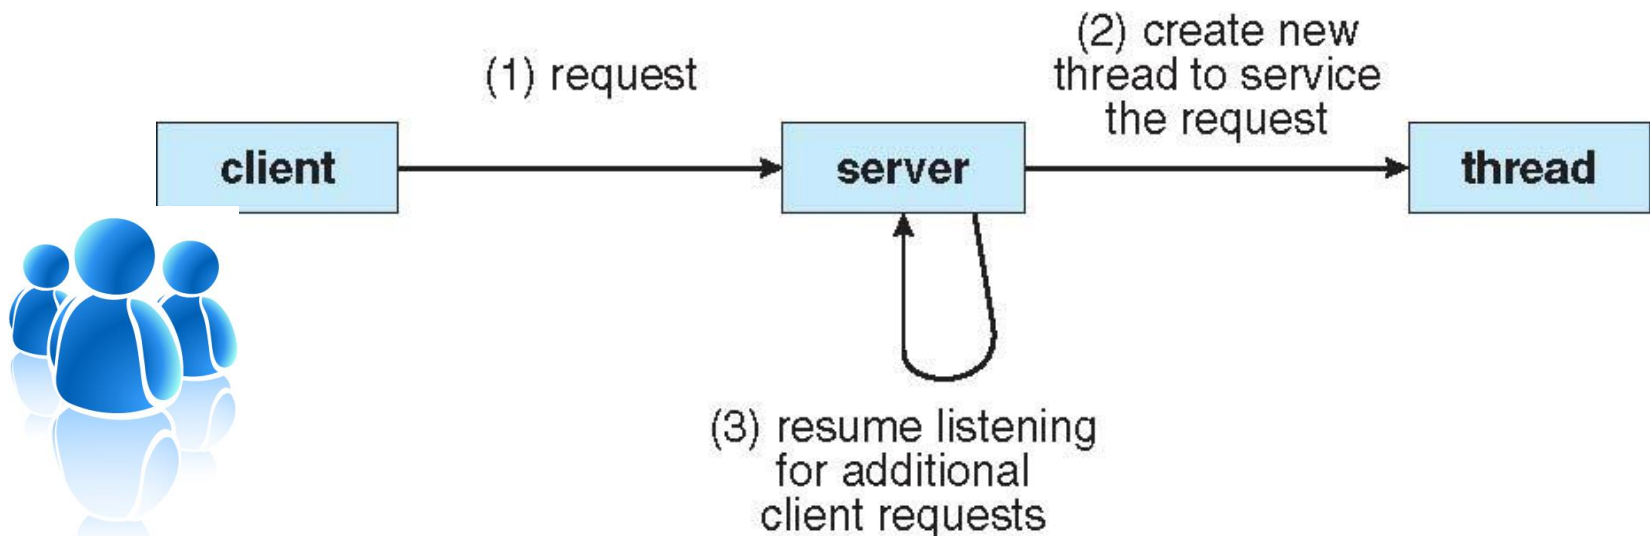 (1) request
(2) create new
thread to service
the request
client
server
thread
(3) resume listening
for additional
client requests